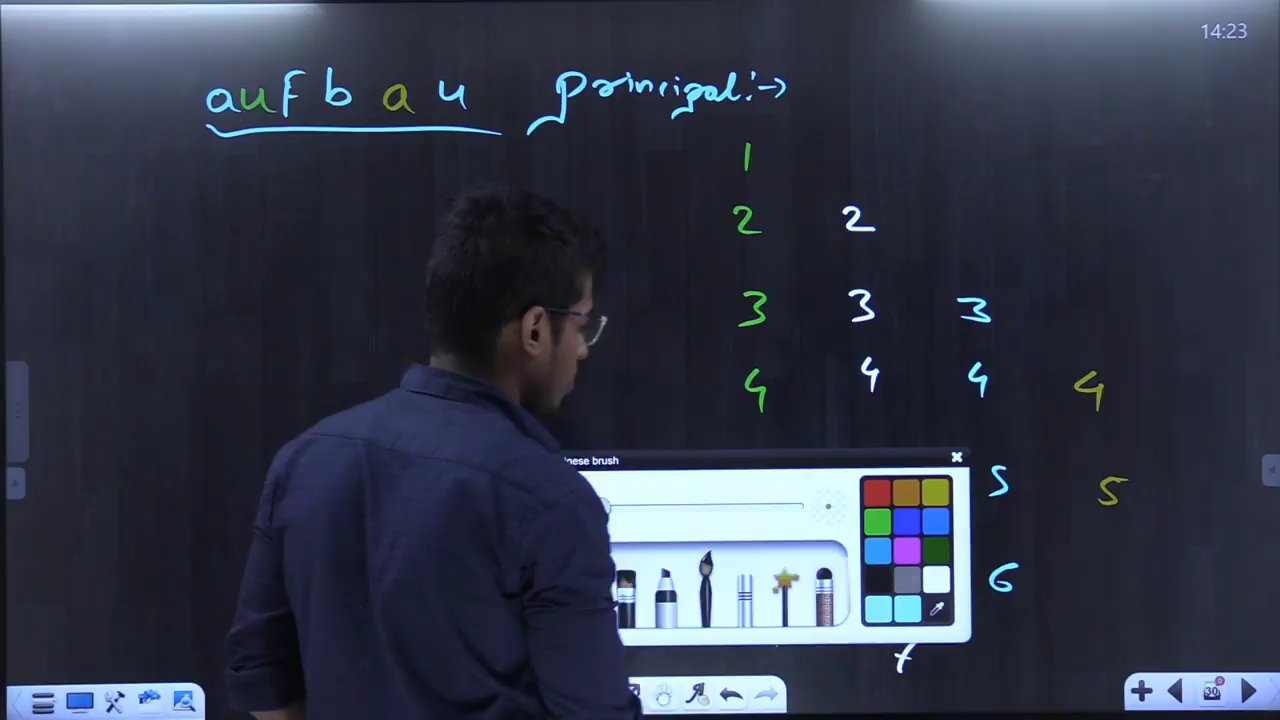 14:23
aufbau principal:→
1
2 2
3 3 3
4 4 4 4
nese brush
5 5
6
7
30